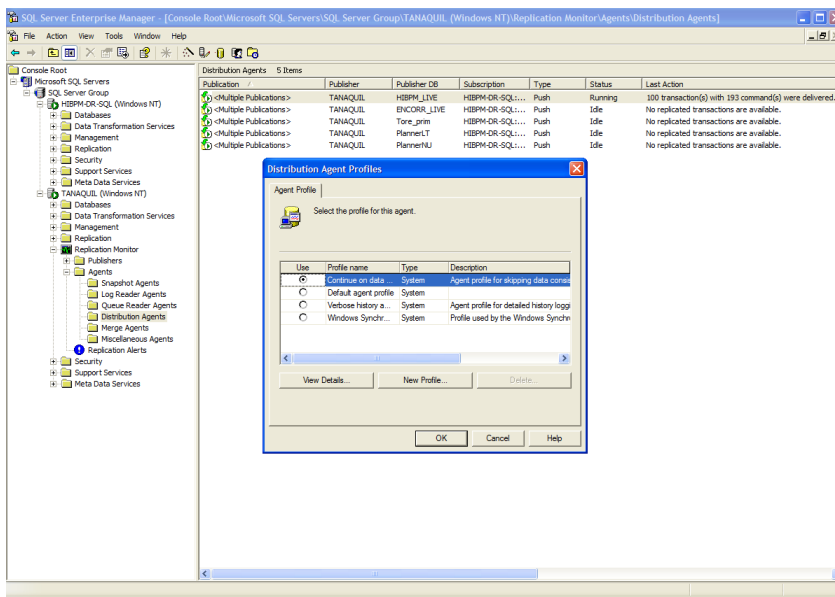 SQL Server Enterprise Manager - [Console Root\Microsoft SQL Servers\SQL Server Group\TANAQUIL (Windows NT)\Replication Monitor\Agents\Distribution Agents]
File Action View Tools Window Help
Console Root
Microsoft SQL Servers
SQL Server Group
HIBPM-DR-SQL (Windows NT)
Databases
Data Transformation Services
Management
Replication
Security
Support Services
Meta Data Services
TANAQUIL (Windows NT)
Databases
Data Transformation Services
Management
Replication
Replication Monitor
Publishers
Agents
Snapshot Agents
Log Reader Agents
Queue Reader Agents
Distribution Agents
Merge Agents
Miscellaneous Agents
Replication Alerts
Security
Support Services
Meta Data Services
Distribution Agents 5 Items
Publication / Publisher Publisher DB Subscription Type Status Last Action
<Multiple Publications> TANAQUIL HIBPM_LIVE HIBPM-DR-SQL:... Push Running 100 transaction(s) with 193 command(s) were delivered.
<Multiple Publications> TANAQUIL ENCORR_LIVE HIBPM-DR-SQL:... Push Idle No replicated transactions are available.
<Multiple Publications> TANAQUIL Tore_prim HIBPM-DR-SQL:... Push Idle No replicated transactions are available.
<Multiple Publications> TANAQUIL PlannerLT HIBPM-DR-SQL:... Push Idle No replicated transactions are available.
<Multiple Publications> TANAQUIL PlannerNU HIBPM-DR-SQL:... Push Idle No replicated transactions are available.
Distribution Agent Profiles
Agent Profile
Select the profile for this agent.
Use Profile name Type Description
Continue on data ... System Agent profile for skipping data consis
Default agent profile System
Verbose history a... System Agent profile for detailed history loggi
Windows Synchr... System Profile used by the Windows Synchr
View Details... New Profile... Delete...
OK Cancel Help